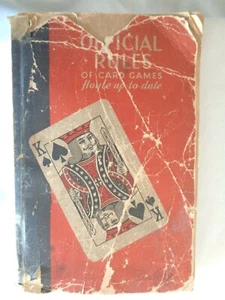 OFFICIAL
RULES
OF CARD GAMES
Hoyle up-to-date
K
K